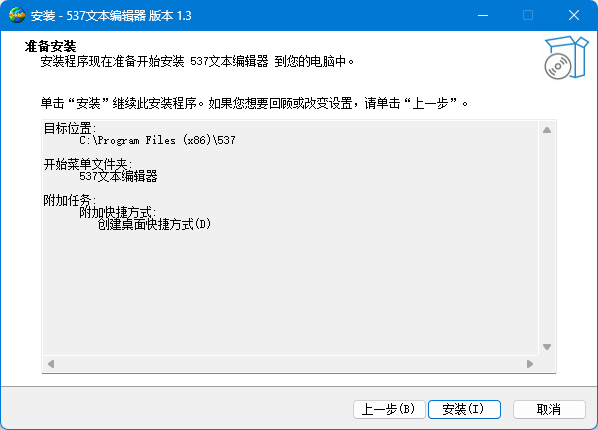 安装 - 537文本编辑器 版本 1.3
准备安装
安装程序现在准备开始安装 537文本编辑器 到您的电脑中。
单击“安装”继续此安装程序。如果您想要回顾或改变设置，请单击“上一步”。
目标位置:
C:\Program Files (x86)\537
开始菜单文件夹:
537文本编辑器
附加任务:
附加快捷方式:
创建桌面快捷方式(D)
上一步(B)
安装(I)
取消